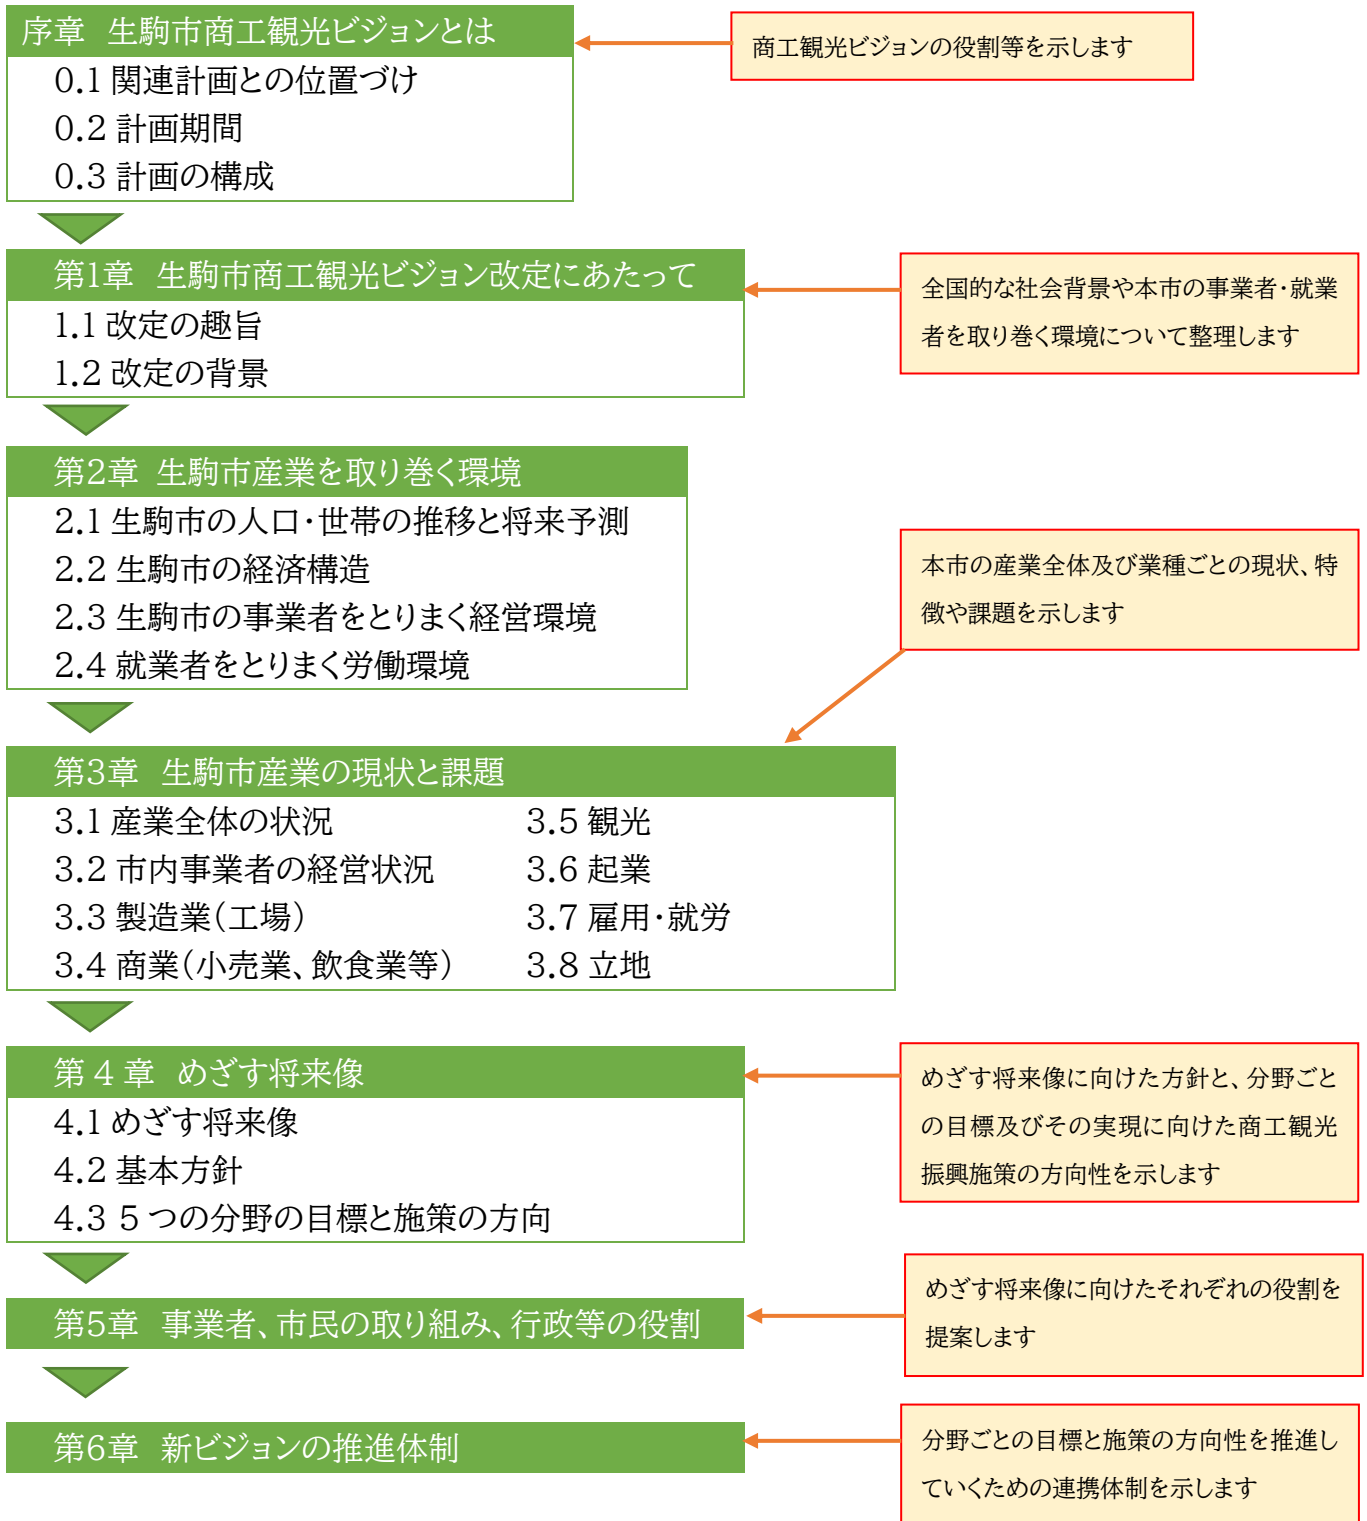 序章 生駒市商工観光ビジョンとは
0.1 関連計画との位置づけ
0.2 計画期間
0.3 計画の構成
商工観光ビジョンの役割等を示します
第1章 生駒市商工観光ビジョン改定にあたって
1.1 改定の趣旨
1.2 改定の背景
全国的な社会背景や本市の事業者・就業
者を取り巻く環境について整理します
第2章 生駒市産業を取り巻く環境
2.1 生駒市の人口・世帯の推移と将来予測
2.2 生駒市の経済構造
2.3 生駒市の事業者をとりまく経営環境
2.4 就業者をとりまく労働環境
本市の産業全体及び業種ごとの現状、特
徴や課題を示します
第3章 生駒市産業の現状と課題
3.1 産業全体の状況
3.2 市内事業者の経営状況
3.3 製造業(工場)
3.4 商業(小売業、飲食業等)
3.5 観光
3.6 起業
3.7 雇用・就労
3.8 立地
第 4 章 めざす将来像
4.1 めざす将来像
4.2 基本方針
4.3 5 つの分野の目標と施策の方向
めざす将来像に向けた方針と、分野ごと
の目標及びその実現に向けた商工観光
振興施策の方向性を示します
第5章 事業者、市民の取り組み、行政等の役割
めざす将来像に向けたそれぞれの役割を
提案します
第6章 新ビジョンの推進体制
分野ごとの目標と施策の方向性を推進し
ていくための連携体制を示します